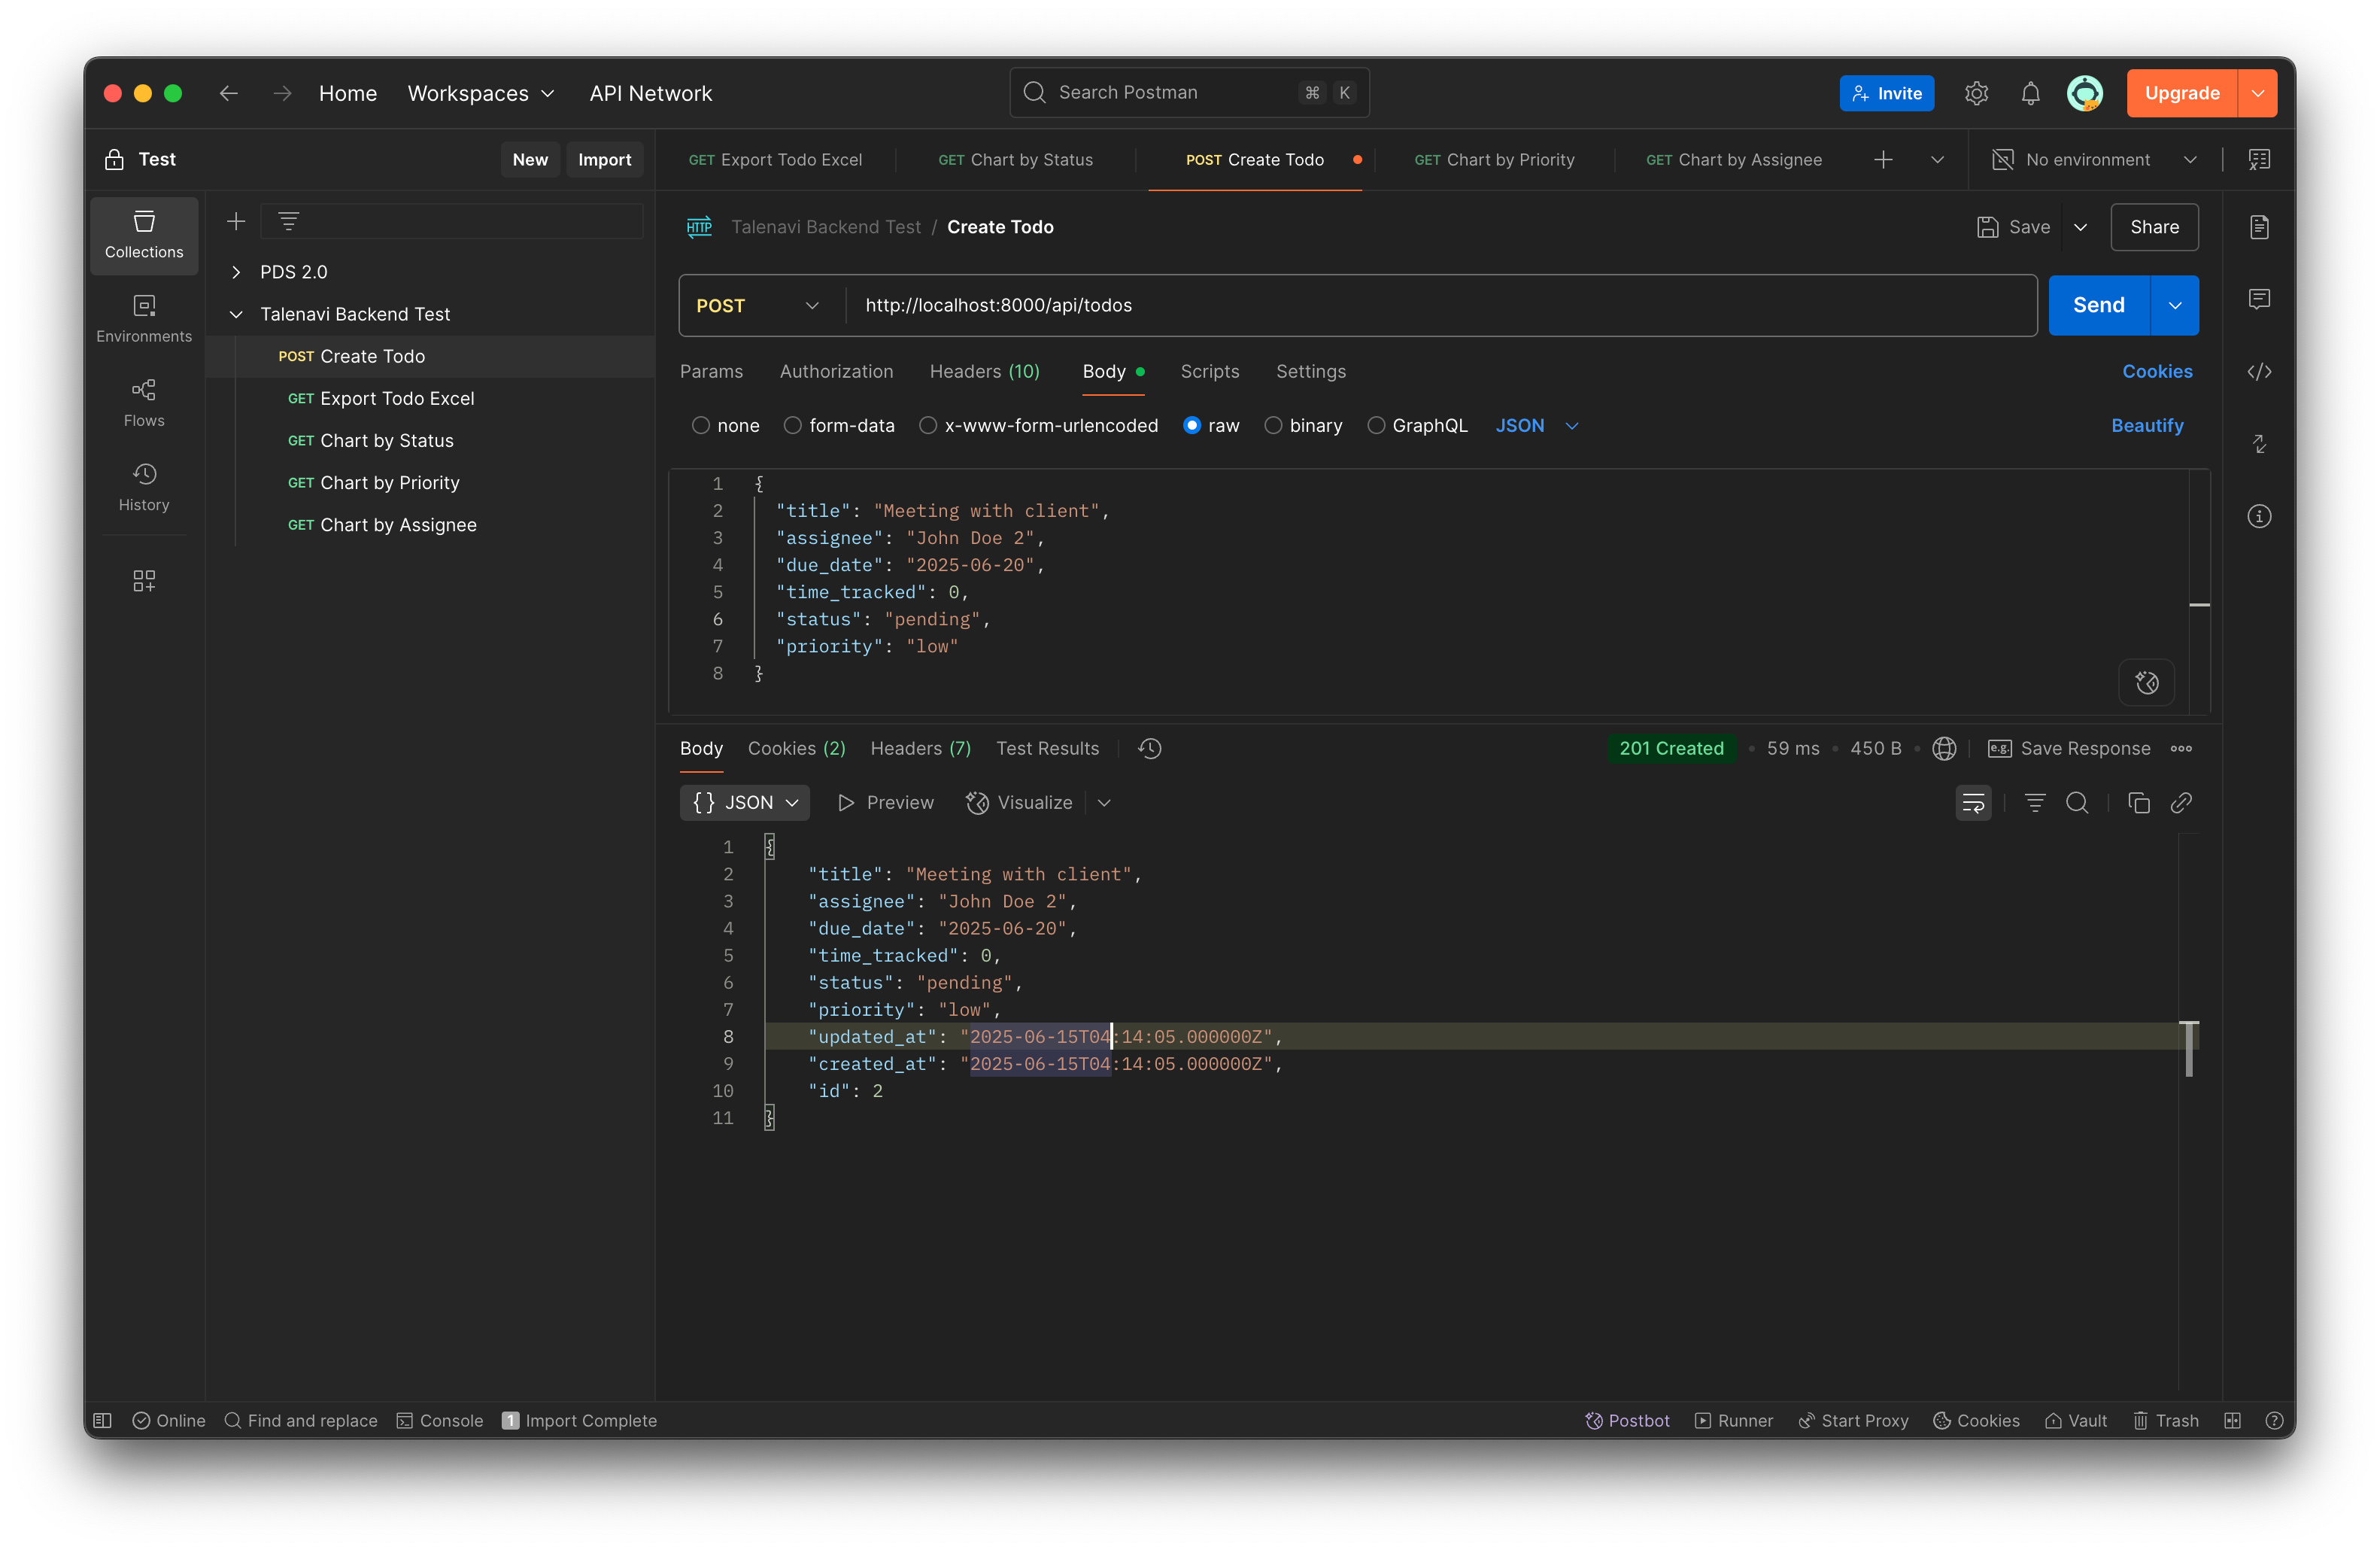 Home Workspaces API Network Search Postman ⌘ K Invite Upgrade
Test New Import
GET Export Todo Excel GET Chart by Status POST Create Todo GET Chart by Priority GET Chart by Assignee No environment
Collections
Environments
Flows
History
PDS 2.0
Talenavi Backend Test
POST Create Todo
GET Export Todo Excel
GET Chart by Status
GET Chart by Priority
GET Chart by Assignee
HTTP Talenavi Backend Test / Create Todo Save Share
POST http://localhost:8000/api/todos Send
Params Authorization Headers (10) Body Scripts Settings Cookies
none form-data x-www-form-urlencoded raw binary GraphQL JSON Beautify
1 {
2 "title": "Meeting with client",
3 "assignee": "John Doe 2",
4 "due_date": "2025-06-20",
5 "time_tracked": 0,
6 "status": "pending",
7 "priority": "low"
8 }
Body Cookies (2) Headers (7) Test Results 201 Created • 59 ms • 450 B • e.g. Save Response
{ } JSON Preview Visualize
1 {
2 "title": "Meeting with client",
3 "assignee": "John Doe 2",
4 "due_date": "2025-06-20",
5 "time_tracked": 0,
6 "status": "pending",
7 "priority": "low",
8 "updated_at": "2025-06-15T04:14:05.000000Z",
9 "created_at": "2025-06-15T04:14:05.000000Z",
10 "id": 2
11 }
Online Find and replace Console 1 Import Complete Postbot Runner Start Proxy Cookies Vault Trash